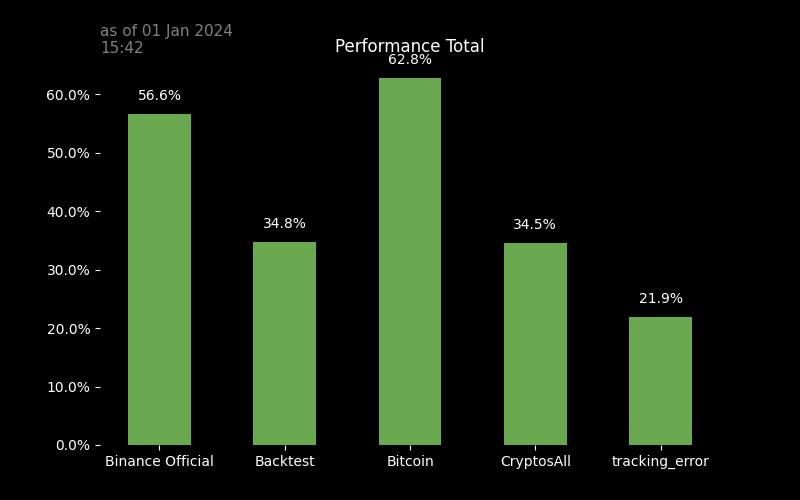 as of 01 Jan 2024
15:42
Performance Total
62.8%
60.0%
56.6%
50.0%
40.0%
34.8%
34.5%
30.0%
21.9%
20.0%
10.0%
0.0%
Binance Official
Backtest
Bitcoin
CryptosAll
tracking_error